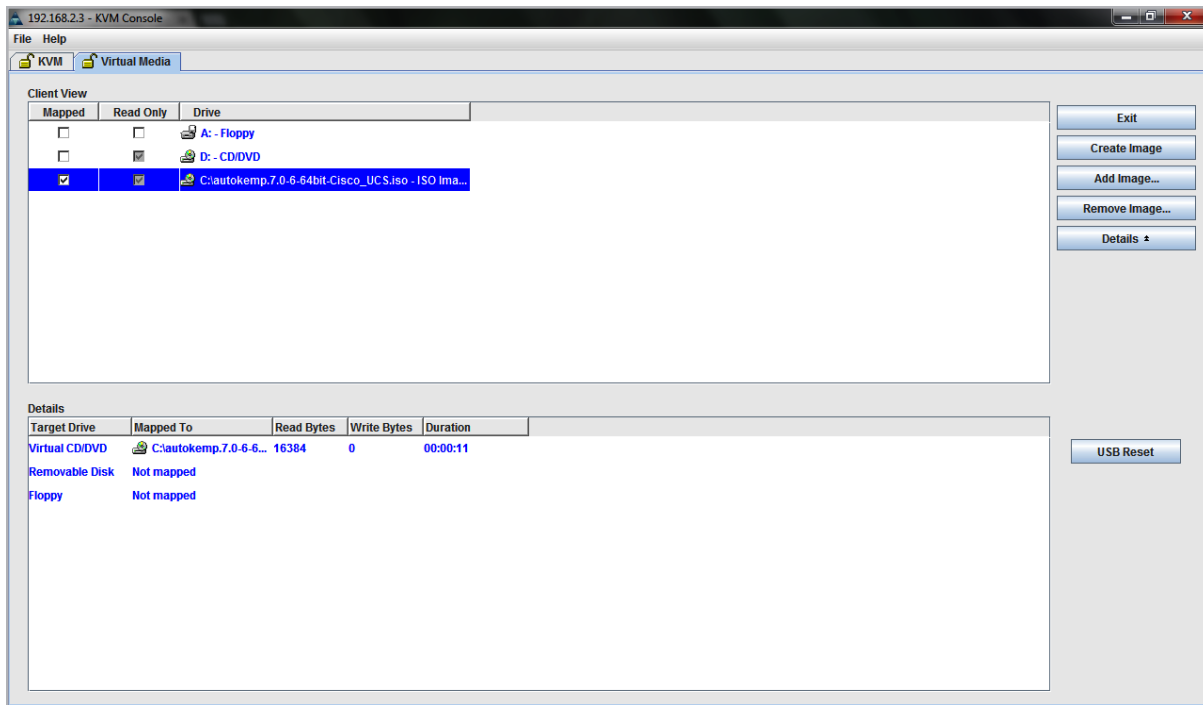 192.168.2.3 - KVM Console
File Help
KVM Virtual Media
Client View
Mapped Read Only Drive
A: - Floppy
D: - CD/DVD
C:\autokemp.7.0-6-64bit-Cisco_UCS.iso - ISO Ima...
Exit
Create Image
Add Image...
Remove Image...
Details
Details
Target Drive Mapped To Read Bytes Write Bytes Duration
Virtual CD/DVD C:\autokemp.7.0-6-6... 16384 0 00:00:11
Removable Disk Not mapped
Floppy Not mapped
USB Reset